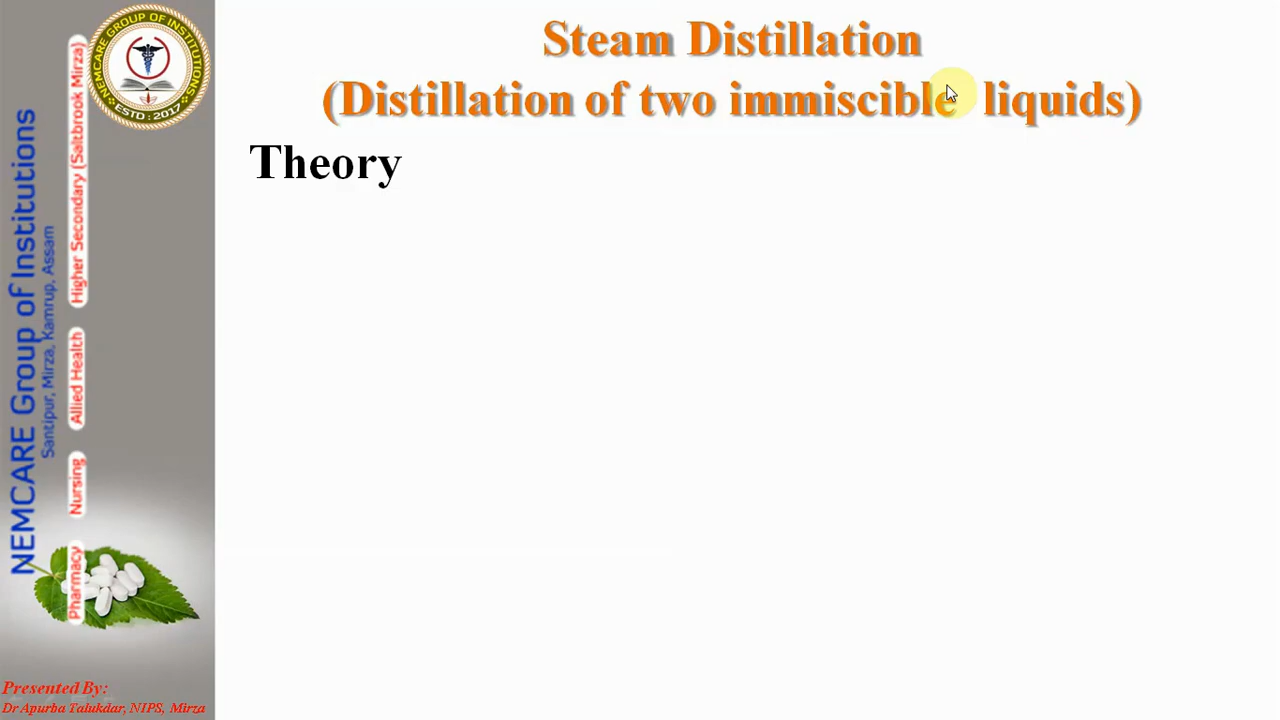 Steam Distillation
(Distillation of two immiscible liquids)
Theory
NEMCARE GROUP OF INSTITUTIONS
ESTD : 2017
NEMCARE Group of Institutions
Santipur, Mirza, Kamrup, Assam
Pharmacy Nursing Allied Health Higher Secondary (Saltbrook Mirza)
Presented By:
Dr Apurba Talukdar, NIPS, Mirza